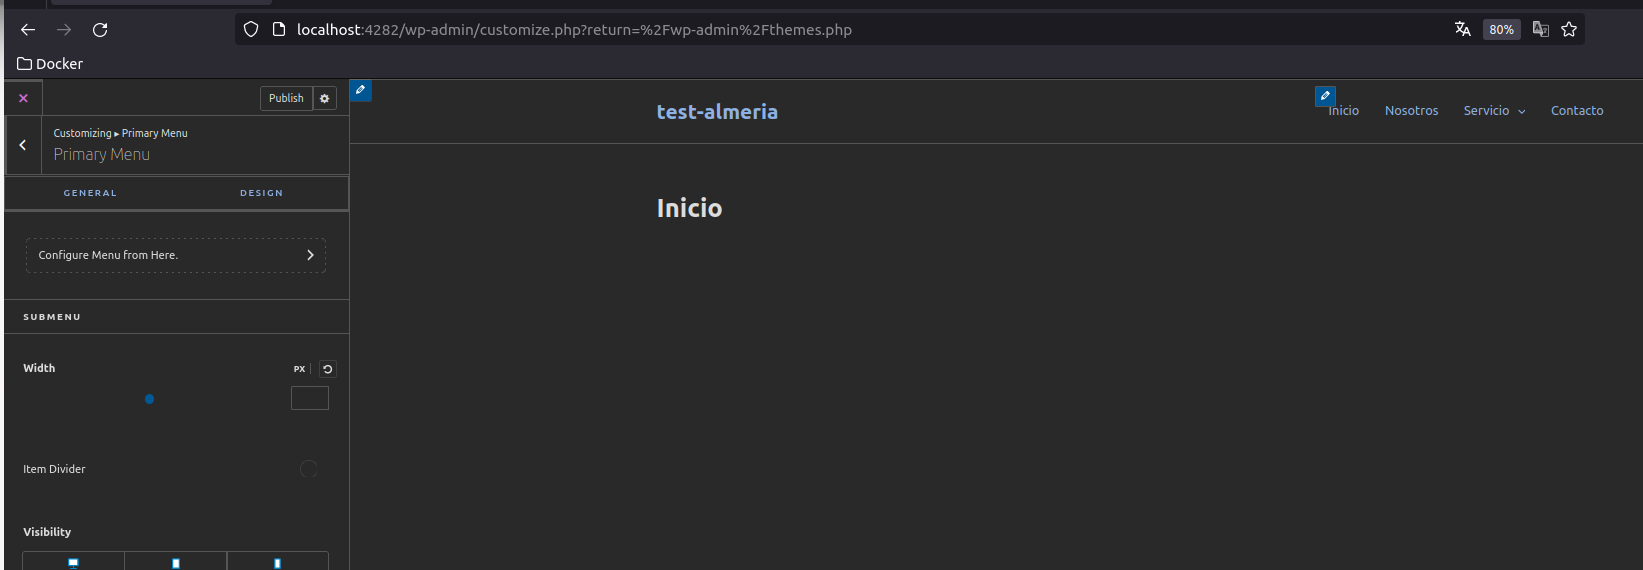 localhost:4282/wp-admin/customize.php?return=%2Fwp-admin%2Fthemes.php
80%
Docker
Publish
Customizing ▸ Primary Menu
Primary Menu
GENERAL DESIGN
Configure Menu from Here.
SUBMENU
Width PX
Item Divider
Visibility
test-almeria
Inicio Nosotros Servicio Contacto
Inicio